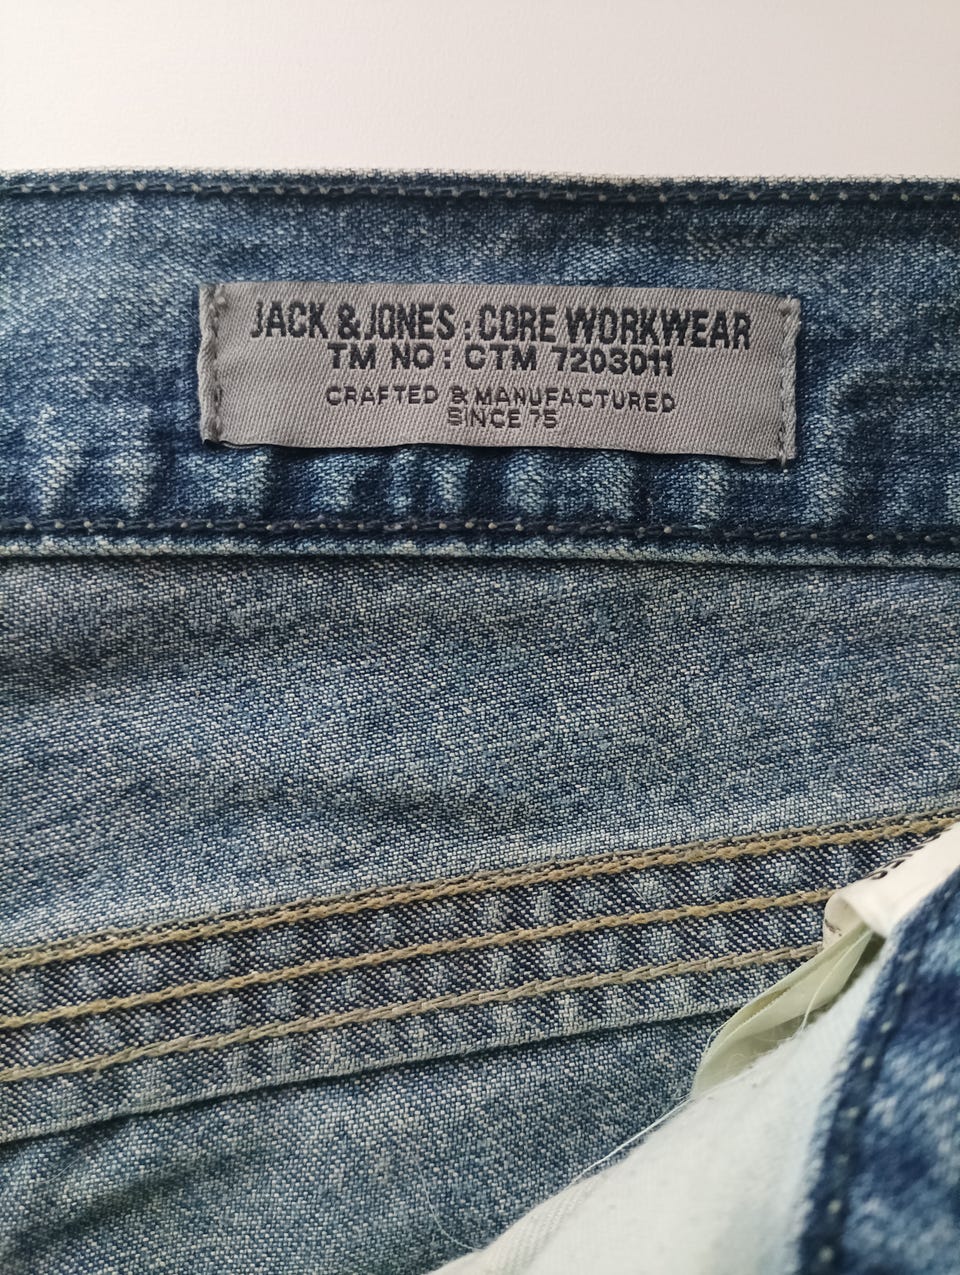 JACK & JONES : CORE WORKWEAR
TM NO : CTM 7203011
CRAFTED & MANUFACTURED
SINCE 75